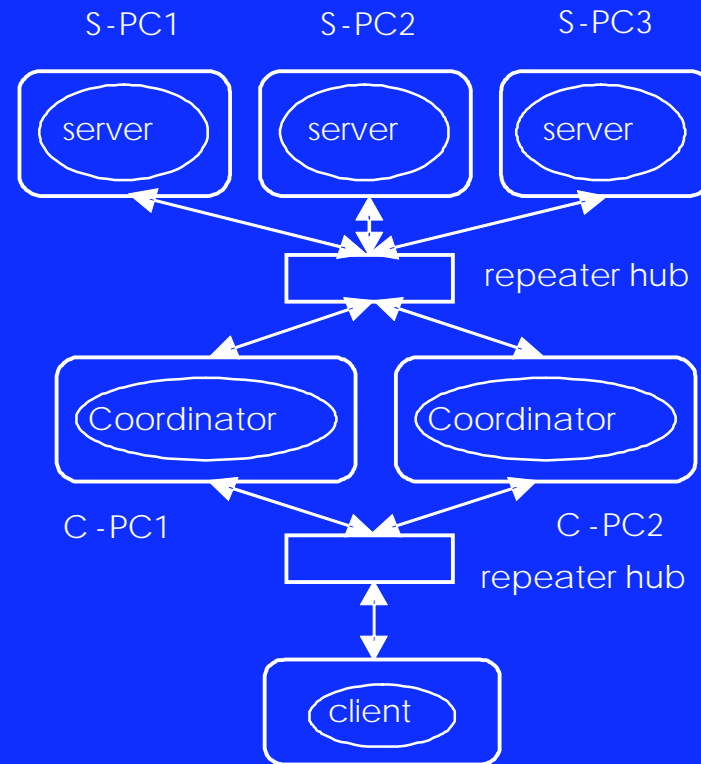 S-PC1 S-PC2 S-PC3
server server server
repeater hub
Coordinator Coordinator
C-PC1 C-PC2
repeater hub
client